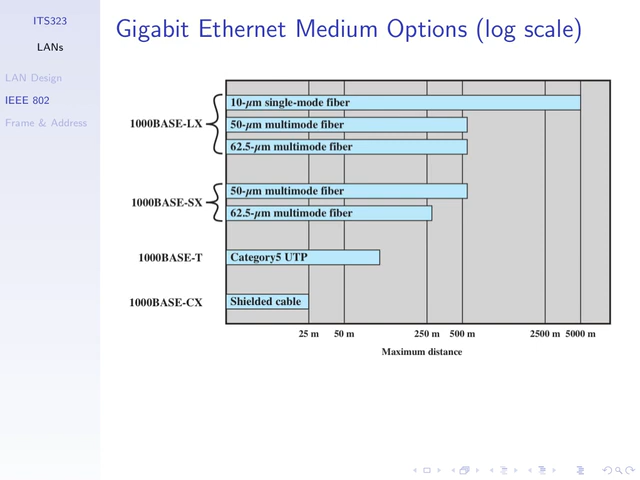 ITS323
LANs
LAN Design
IEEE 802
Frame & Address
Gigabit Ethernet Medium Options (log scale)
1000BASE-LX
10-μm single-mode fiber
50-μm multimode fiber
62.5-μm multimode fiber
1000BASE-SX
50-μm multimode fiber
62.5-μm multimode fiber
1000BASE-T
Category5 UTP
1000BASE-CX
Shielded cable
25 m 50 m 250 m 500 m 2500 m 5000 m
Maximum distance